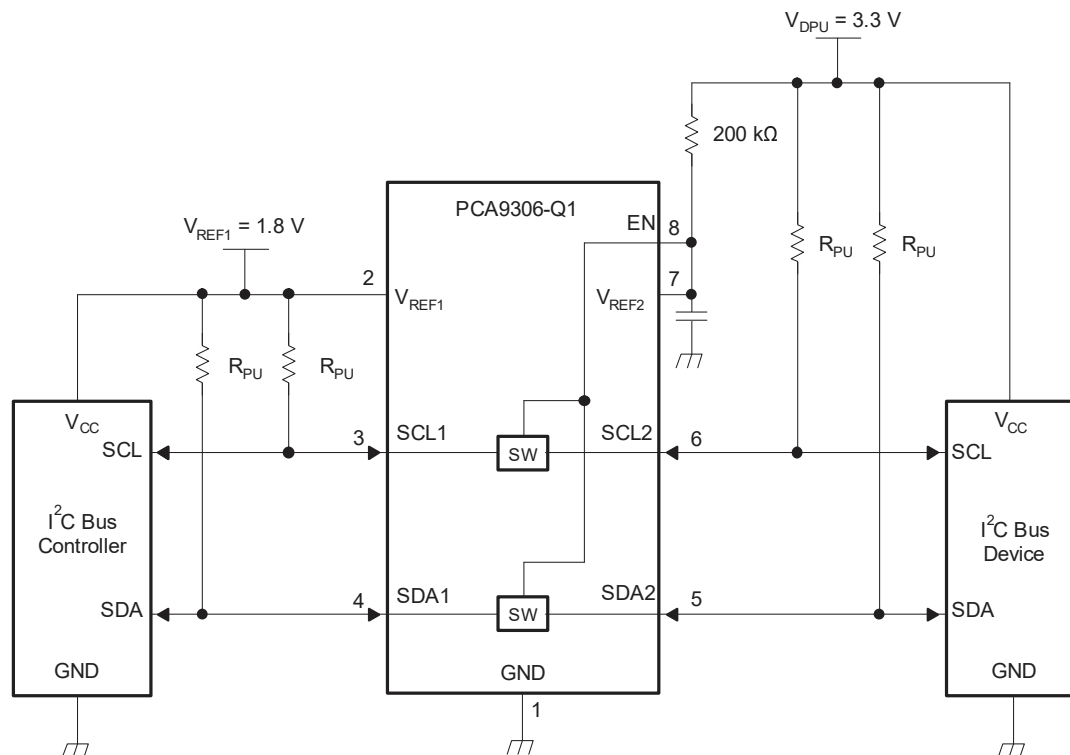 V_DPU = 3.3 V
200 kΩ
PCA9306-Q1
EN
8
R_PU
R_PU
V_REF1 = 1.8 V
2
7
V_REF1
V_REF2
R_PU
R_PU
V_CC
V_CC
SCL
3
SCL1
SW
SCL2
6
SCL
I²C Bus
Controller
I²C Bus
Device
SDA
4
SDA1
SW
SDA2
5
SDA
GND
GND
GND
1